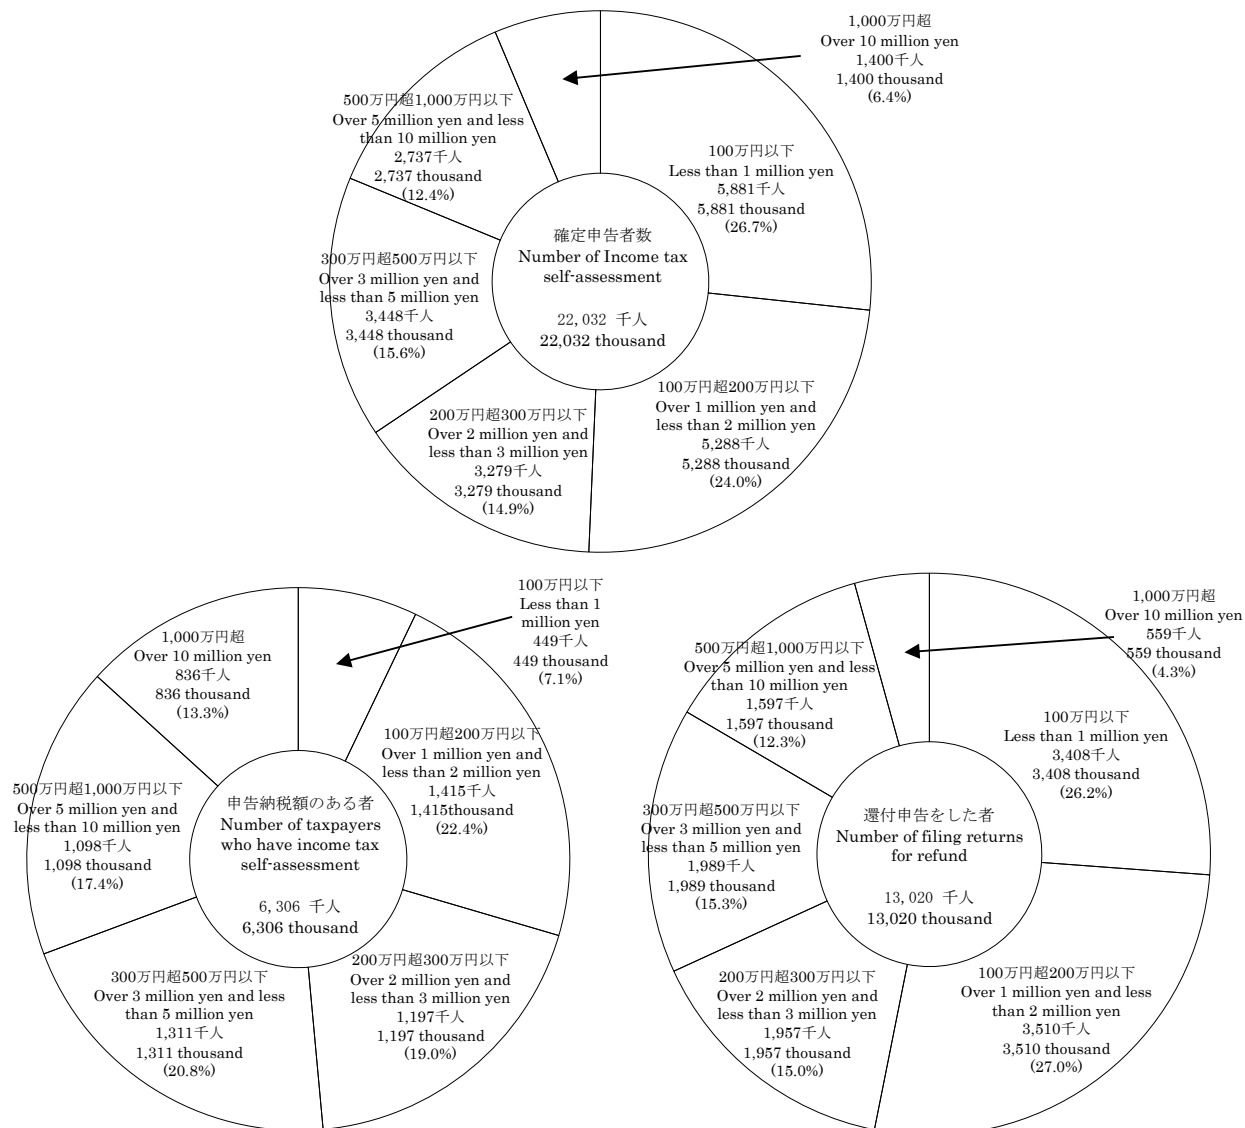 1,000万円超
Over 10 million yen
1,400千人
1,400 thousand
(6.4%)
500万円超1,000万円以下
Over 5 million yen and less
than 10 million yen
2,737千人
2,737 thousand
(12.4%)
100万円以下
Less than 1 million yen
5,881千人
5,881 thousand
(26.7%)
確定申告者数
Number of Income tax
self-assessment
22,032 千人
22,032 thousand
300万円超500万円以下
Over 3 million yen and
less than 5 million yen
3,448千人
3,448 thousand
(15.6%)
200万円超300万円以下
Over 2 million yen and
less than 3 million yen
3,279千人
3,279 thousand
(14.9%)
100万円超200万円以下
Over 1 million yen and
less than 2 million yen
5,288千人
5,288 thousand
(24.0%)
100万円以下
Less than 1
million yen
449千人
449 thousand
(7.1%)
1,000万円超
Over 10 million yen
836千人
836 thousand
(13.3%)
100万円超200万円以下
Over 1 million yen and
less than 2 million yen
1,415千人
1,415thousand
(22.4%)
500万円超1,000万円以下
Over 5 million yen and
less than 10 million yen
1,098千人
1,098 thousand
(17.4%)
申告納税額のある者
Number of taxpayers
who have income tax
self-assessment
6,306 千人
6,306 thousand
300万円超500万円以下
Over 3 million yen and less
than 5 million yen
1,311千人
1,311 thousand
(20.8%)
200万円超300万円以下
Over 2 million yen and
less than 3 million yen
1,197千人
1,197 thousand
(19.0%)
1,000万円超
Over 10 million yen
559千人
559 thousand
(4.3%)
500万円超1,000万円以下
Over 5 million yen and less
than 10 million yen
1,597千人
1,597 thousand
(12.3%)
100万円以下
Less than 1 million yen
3,408千人
3,408 thousand
(26.2%)
300万円超500万円以下
Over 3 million yen and
less than 5 million yen
1,989千人
1,989 thousand
(15.3%)
還付申告をした者
Number of filing returns
for refund
13,020 千人
13,020 thousand
200万円超300万円以下
Over 2 million yen and
less than 3 million yen
1,957千人
1,957 thousand
(15.0%)
100万円超200万円以下
Over 1 million yen and less
than 2 million yen
3,510千人
3,510 thousand
(27.0%)